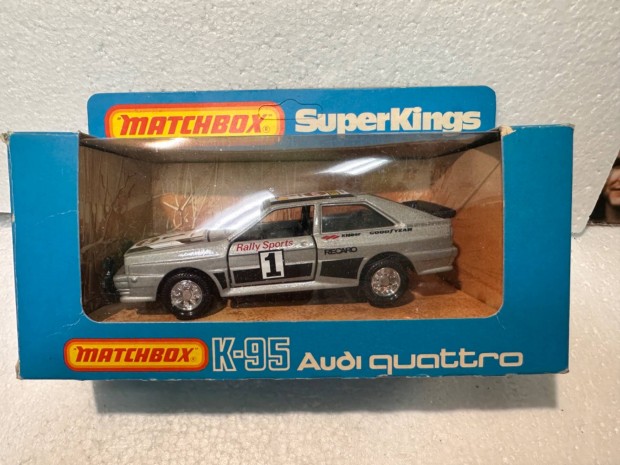 MATCHBOX SuperKings
Rally Sports
1
GOODYEAR
RECARO
MATCHBOX K-95 Audi quattro